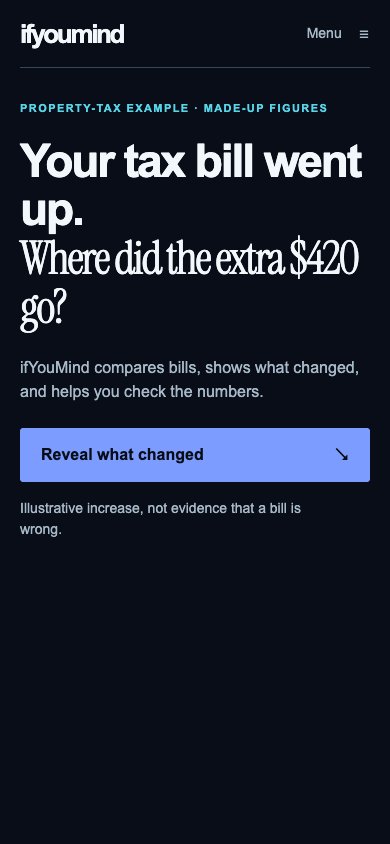 ifyoumind
Menu ≡
PROPERTY-TAX EXAMPLE · MADE-UP FIGURES
Your tax bill went
up.
Where did the extra $420
go?
ifYouMind compares bills, shows what changed,
and helps you check the numbers.
Reveal what changed ↘
Illustrative increase, not evidence that a bill is
wrong.